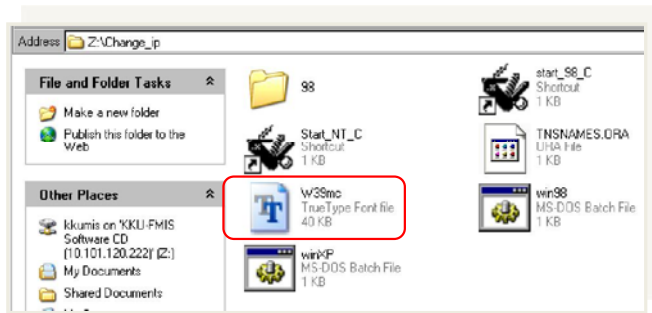 Address Z:\Change_ip
File and Folder Tasks
Make a new folder
Publish this folder to the
Web
Other Places
kkumis on 'KKU-FMIS
Software CD
(10.101.120.222)' (Z:)
My Documents
Shared Documents
98
start_98_C
Shortcut
1 KB
Start_NT_C
Shortcut
1 KB
TNSNAMES.ORA
ORA File
1 KB
W39mc
TrueType Font file
40 KB
win98
MS-DOS Batch File
1 KB
winXP
MS-DOS Batch File
1 KB